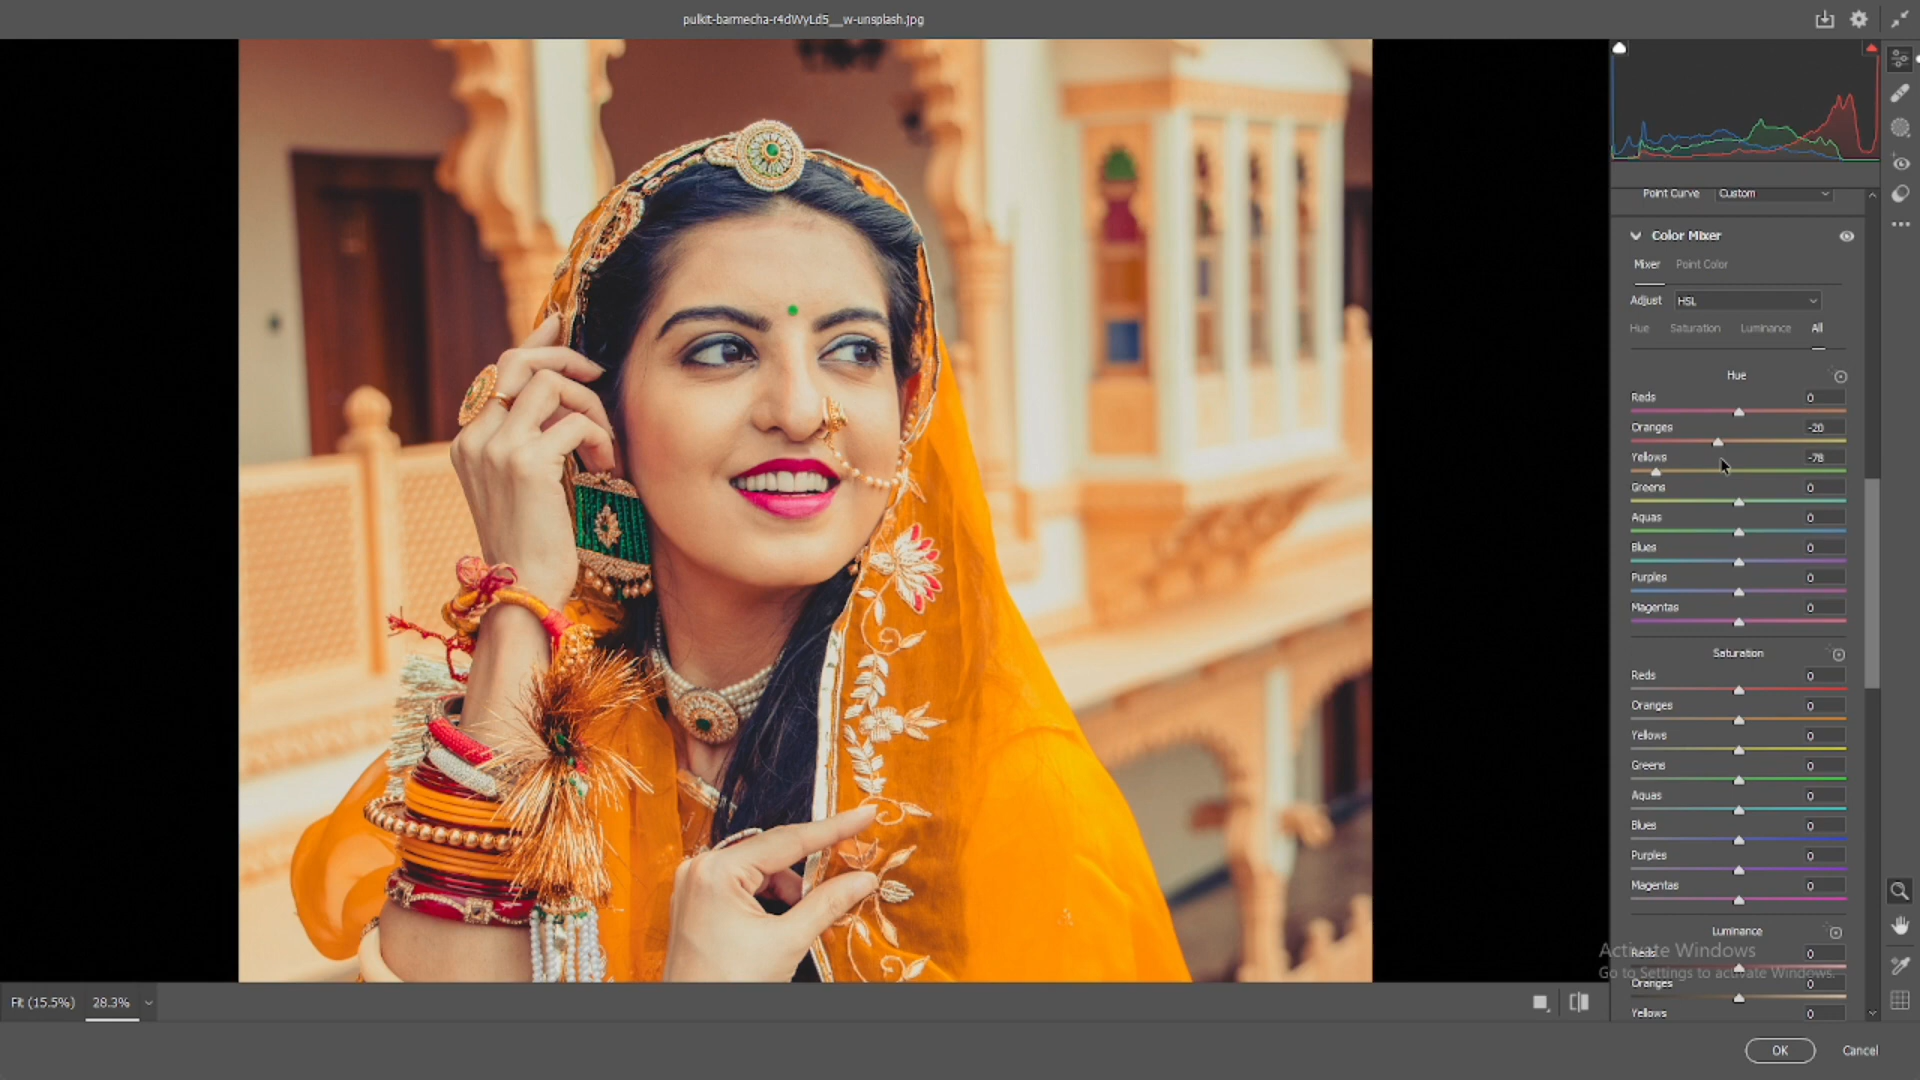 pulkit-barmecha-r4dWyLd5__w-unsplash.jpg
Point Curve Custom
Color Mixer
Mixer Point Color
Adjust HSL
Hue Saturation Luminance All
Hue
Reds 0
Oranges -20
Yellows -78
Greens 0
Aquas 0
Blues 0
Purples 0
Magentas 0
Saturation
Reds 0
Oranges 0
Yellows 0
Greens 0
Aquas 0
Blues 0
Purples 0
Magentas 0
Luminance
Activate Windows
Reds 0
Go to Settings to activate Windows.
Oranges 0
Yellows 0
Fit (15.5%) 28.3%
OK Cancel